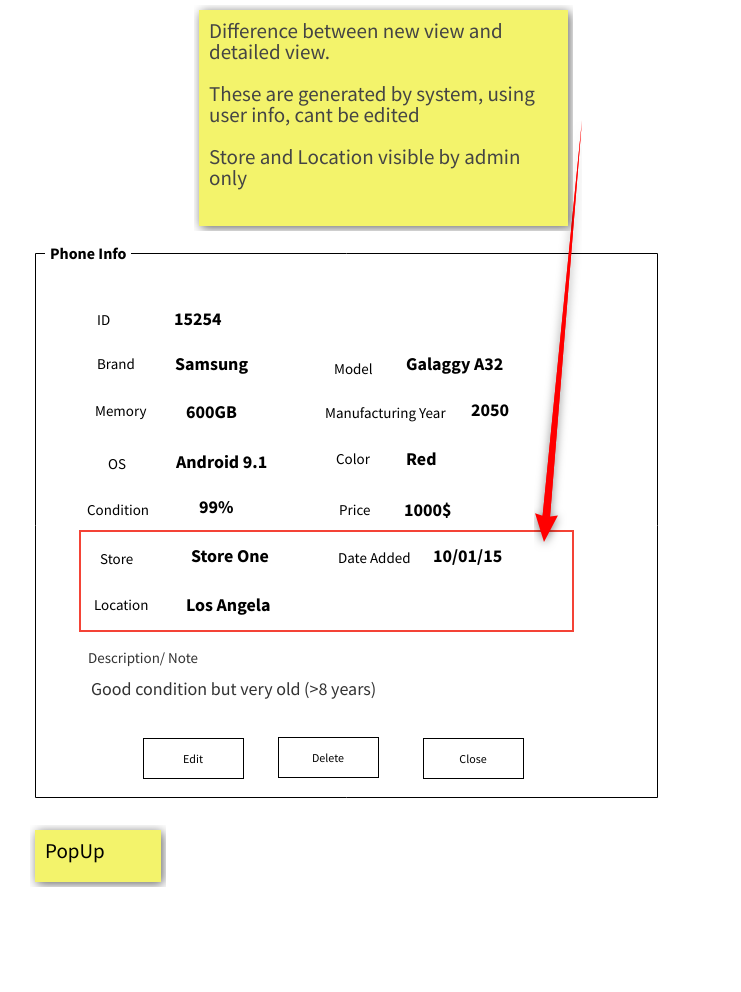 Difference between new view and
detailed view.
These are generated by system, using
user info, cant be edited
Store and Location visible by admin
only
Phone Info
ID 15254
Brand Samsung Model Galaggy A32
Memory 600GB Manufacturing Year 2050
OS Android 9.1 Color Red
Condition 99% Price 1000$
Store Store One Date Added 10/01/15
Location Los Angela
Description/ Note
Good condition but very old (>8 years)
Edit Delete Close
PopUp